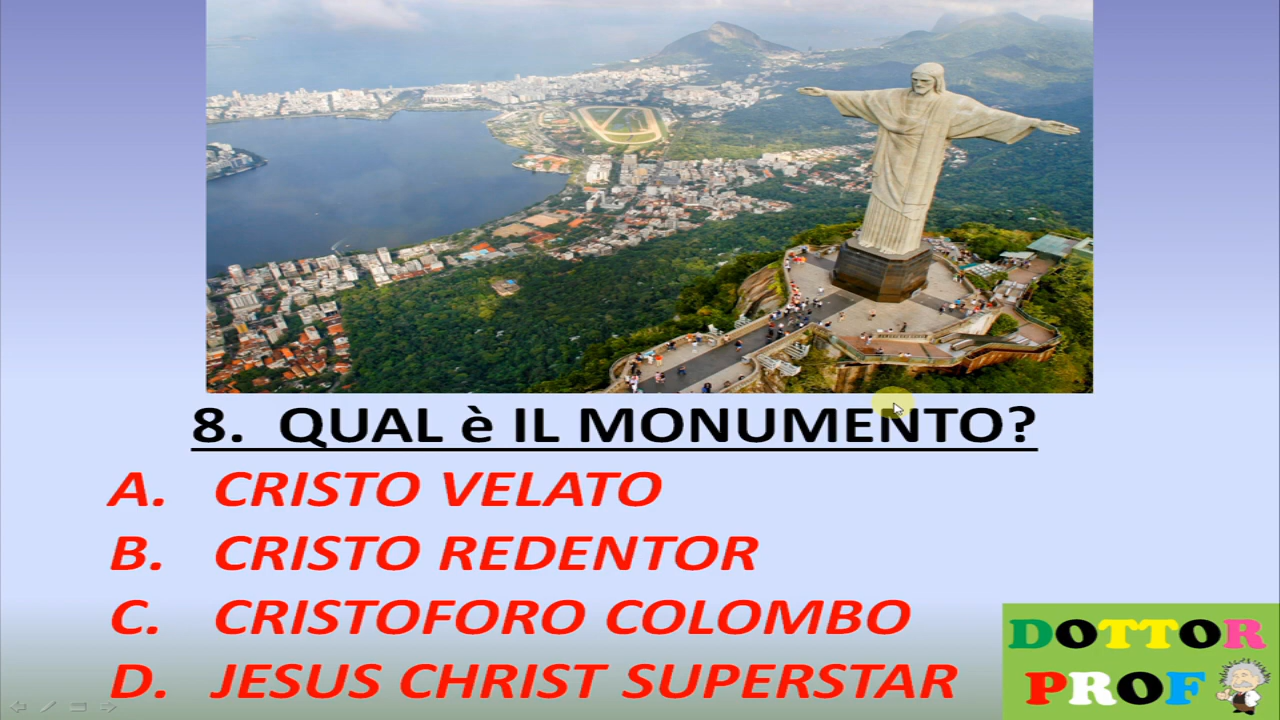 8. QUAL è IL MONUMENTO?
A. CRISTO VELATO
B. CRISTO REDENTOR
C. CRISTOFORO COLOMBO
D. JESUS CHRIST SUPERSTAR
DOTTOR
PROF